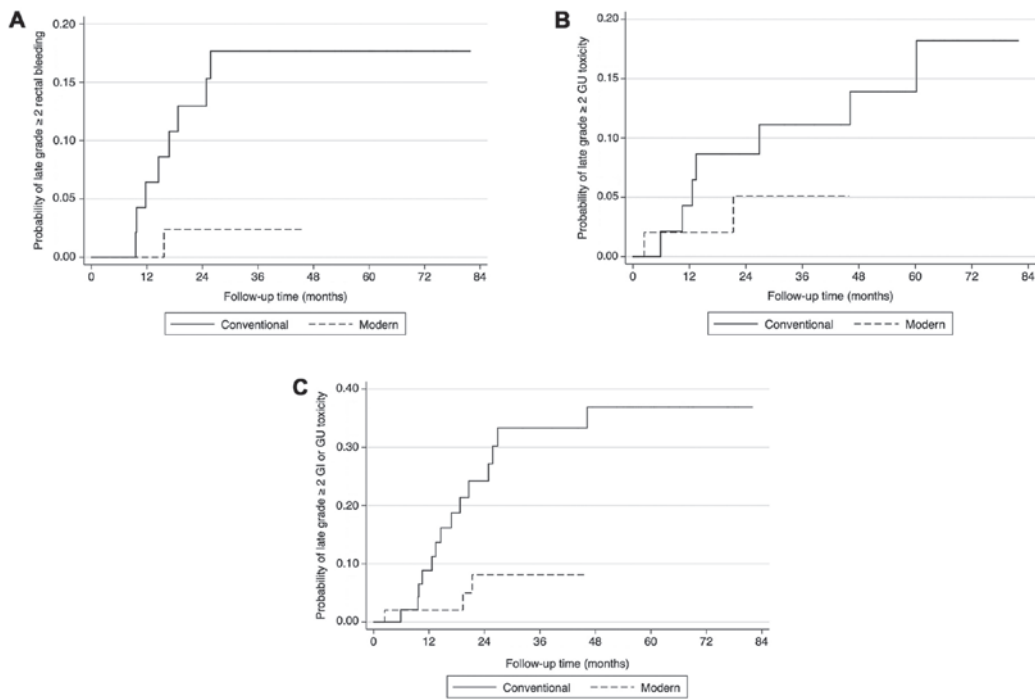 A
Probability of late grade ≥ 2 rectal bleeding
0.20
0.15
0.10
0.05
0.00
0 12 24 36 48 60 72 84
Follow-up time (months)
Conventional Modern
B
Probability of late grade ≥ 2 GU toxicity
0.20
0.15
0.10
0.05
0.00
0 12 24 36 48 60 72 84
Follow-up time (months)
Conventional Modern
C
Probability of late grade ≥ 2 GI or GU toxicity
0.40
0.30
0.20
0.10
0.00
0 12 24 36 48 60 72 84
Follow-up time (months)
Conventional Modern